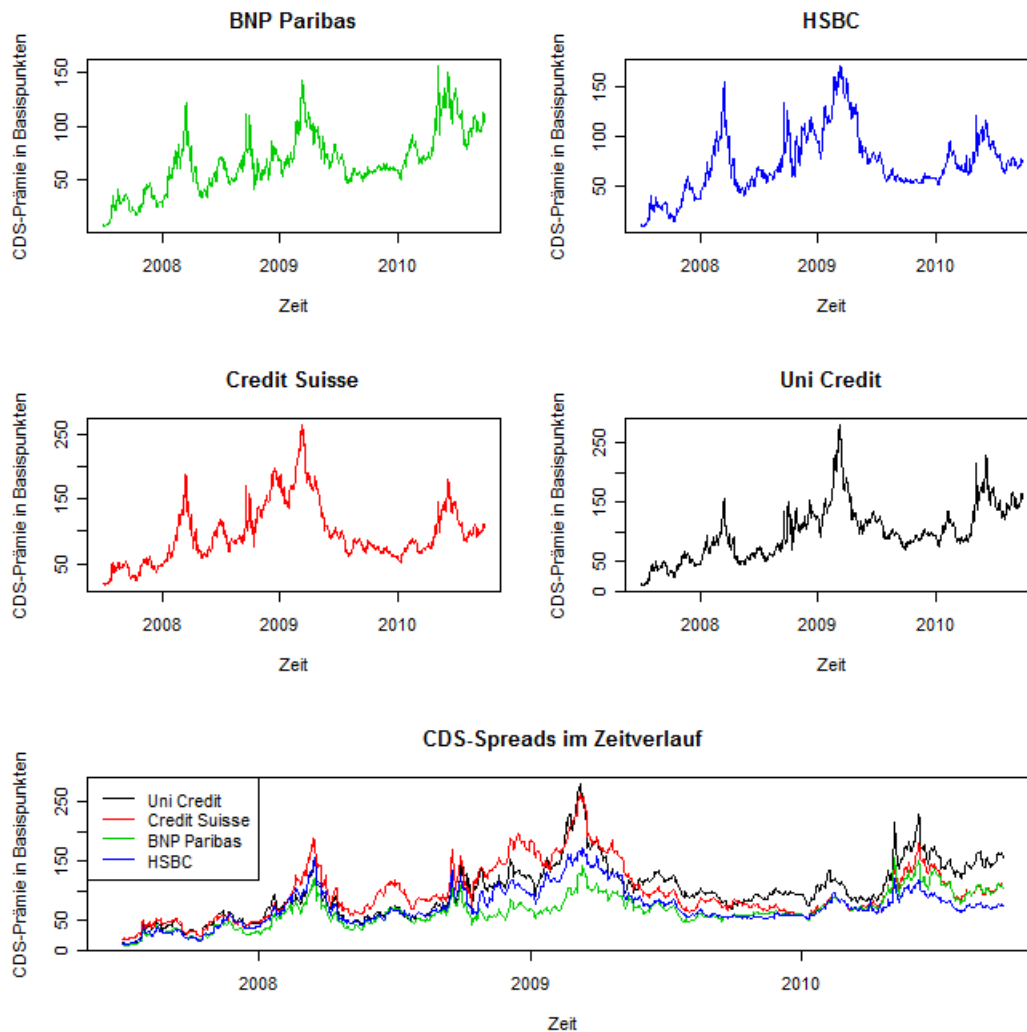 BNP Paribas
CDS-Prämie in Basispunkten
50 100 150
2008 2009 2010
Zeit
HSBC
CDS-Prämie in Basispunkten
50 100 150
2008 2009 2010
Zeit
Credit Suisse
CDS-Prämie in Basispunkten
50 150 250
2008 2009 2010
Zeit
Uni Credit
CDS-Prämie in Basispunkten
0 50 150 250
2008 2009 2010
Zeit
CDS-Spreads im Zeitverlauf
CDS-Prämie in Basispunkten
0 50 150 250
Uni Credit
Credit Suisse
BNP Paribas
HSBC
2008 2009 2010
Zeit